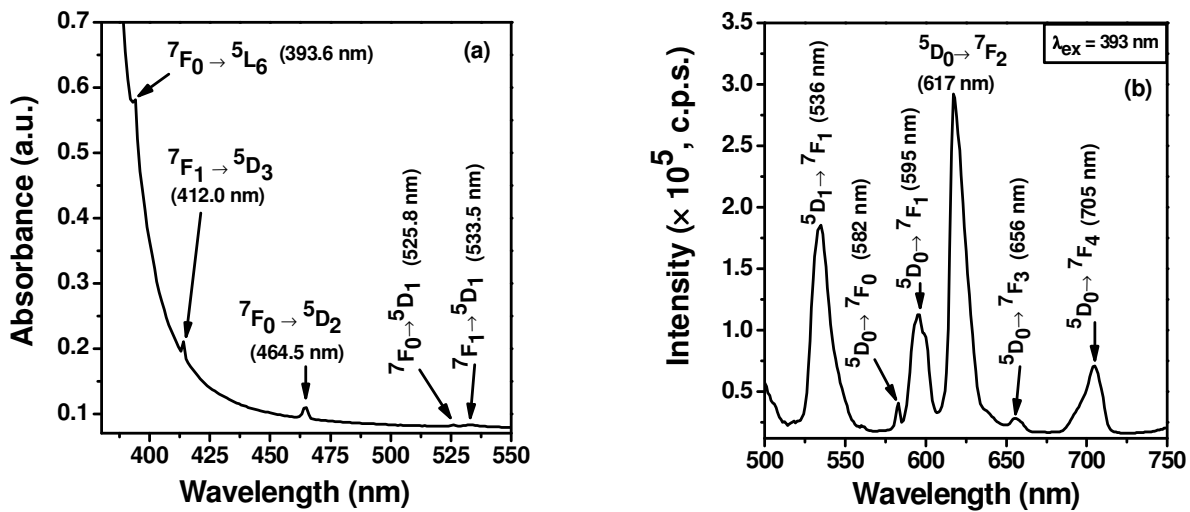 (a)
⁷F₀ → ⁵L₆ (393.6 nm)
⁷F₁ → ⁵D₃
(412.0 nm)
⁷F₀ → ⁵D₂
(464.5 nm)
⁷F₀→⁵D₁ (525.8 nm)
⁷F₁→⁵D₁ (533.5 nm)
Absorbance (a.u.)
0.7
0.6
0.5
0.4
0.3
0.2
0.1
400 425 450 475 500 525 550
Wavelength (nm)
λex = 393 nm
(b)
⁵D₁→⁷F₁ (536 nm)
⁵D₀→⁷F₀ (582 nm)
⁵D₀→⁷F₁ (595 nm)
⁵D₀→⁷F₂
(617 nm)
⁵D₀→⁷F₃ (656 nm)
⁵D₀→⁷F₄ (705 nm)
Intensity (× 10⁵, c.p.s.)
3.5
3.0
2.5
2.0
1.5
1.0
0.5
500 550 600 650 700 750
Wavelength (nm)